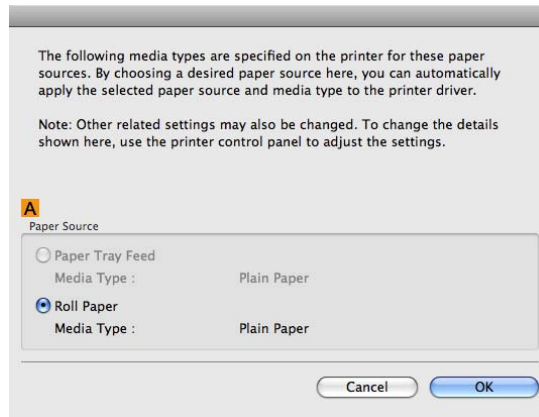 The following media types are specified on the printer for these paper
sources. By choosing a desired paper source here, you can automatically
apply the selected paper source and media type to the printer driver.
Note: Other related settings may also be changed. To change the details
shown here, use the printer control panel to adjust the settings.
A
Paper Source
Paper Tray Feed
Media Type : Plain Paper
Roll Paper
Media Type : Plain Paper
Cancel OK